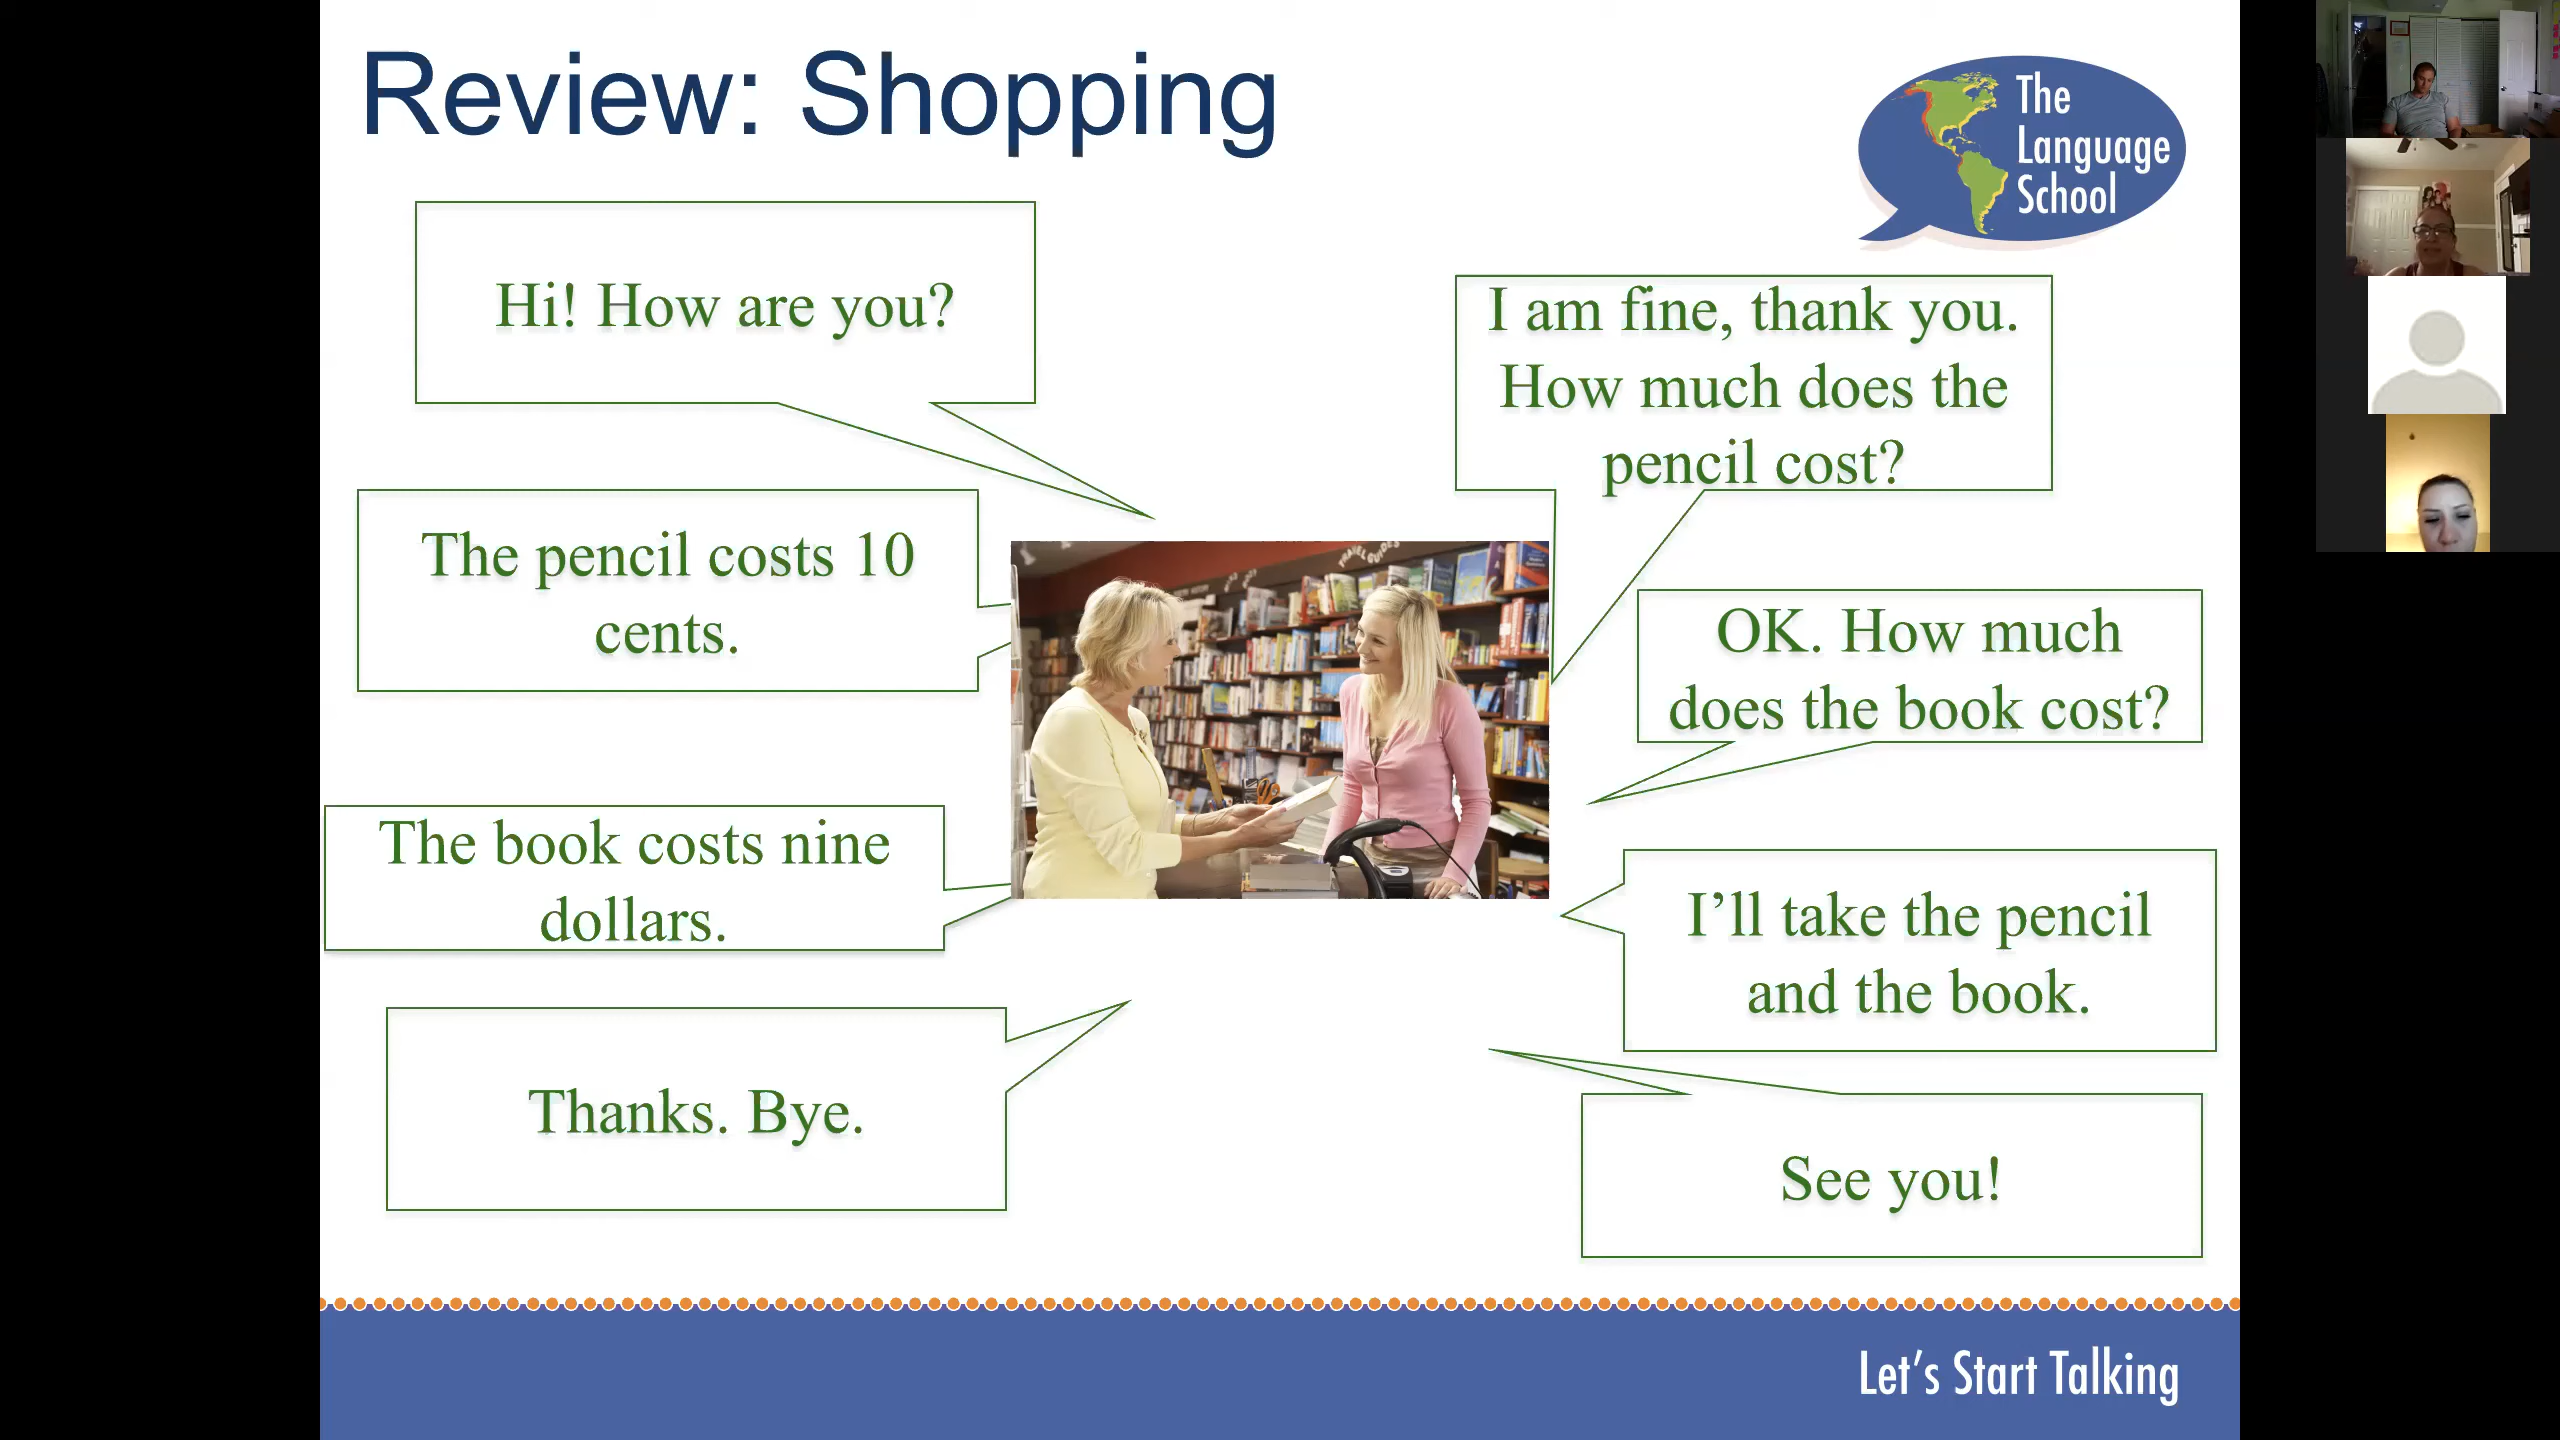 Review: Shopping
The
Language
School
Hi! How are you?
I am fine, thank you.
How much does the
pencil cost?
The pencil costs 10
cents.
OK. How much
does the book cost?
The book costs nine
dollars.
I’ll take the pencil
and the book.
Thanks. Bye.
See you!
TRAVEL GUIDES
Let’s Start Talking